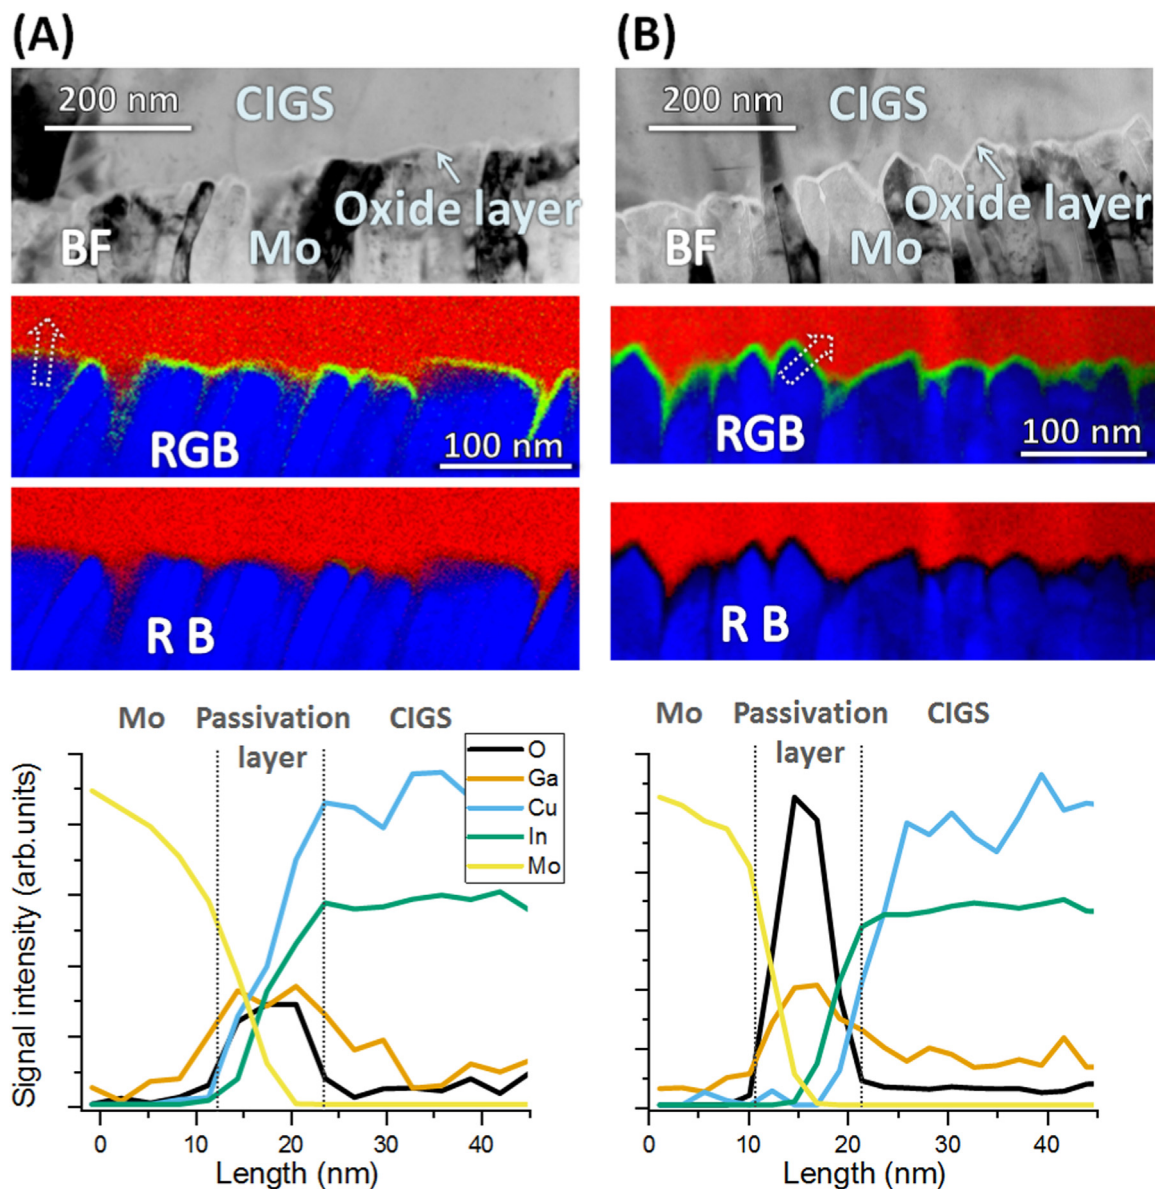 (A)
200 nm
CIGS
Oxide layer
BF
Mo
RGB
100 nm
R B
(B)
200 nm
CIGS
Oxide layer
BF
Mo
RGB
100 nm
R B
Mo
Passivation
layer
CIGS
O
Ga
Cu
In
Mo
Signal intensity (arb.units)
0
10
20
30
40
Length (nm)
Mo
Passivation
layer
CIGS
0
10
20
30
40
Length (nm)